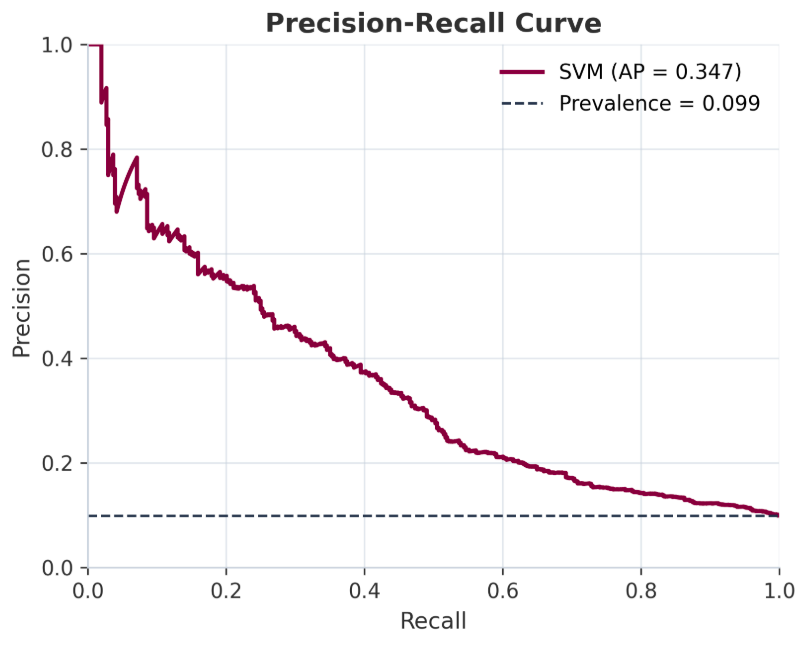 Precision-Recall Curve
SVM (AP = 0.347)
Prevalence = 0.099
Precision
1.0
0.8
0.6
0.4
0.2
0.0
0.0 0.2 0.4 0.6 0.8 1.0
Recall